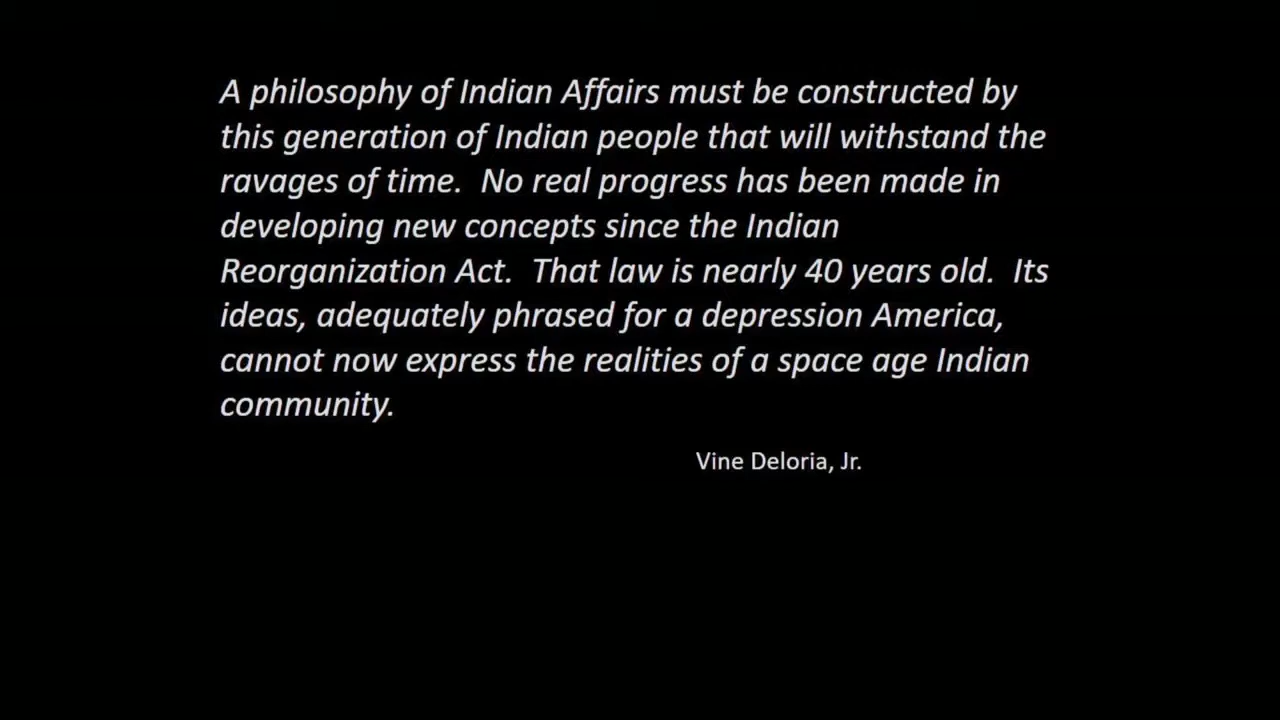 A philosophy of Indian Affairs must be constructed by
this generation of Indian people that will withstand the
ravages of time.  No real progress has been made in
developing new concepts since the Indian
Reorganization Act.  That law is nearly 40 years old.  Its
ideas, adequately phrased for a depression America,
cannot now express the realities of a space age Indian
community.
Vine Deloria, Jr.